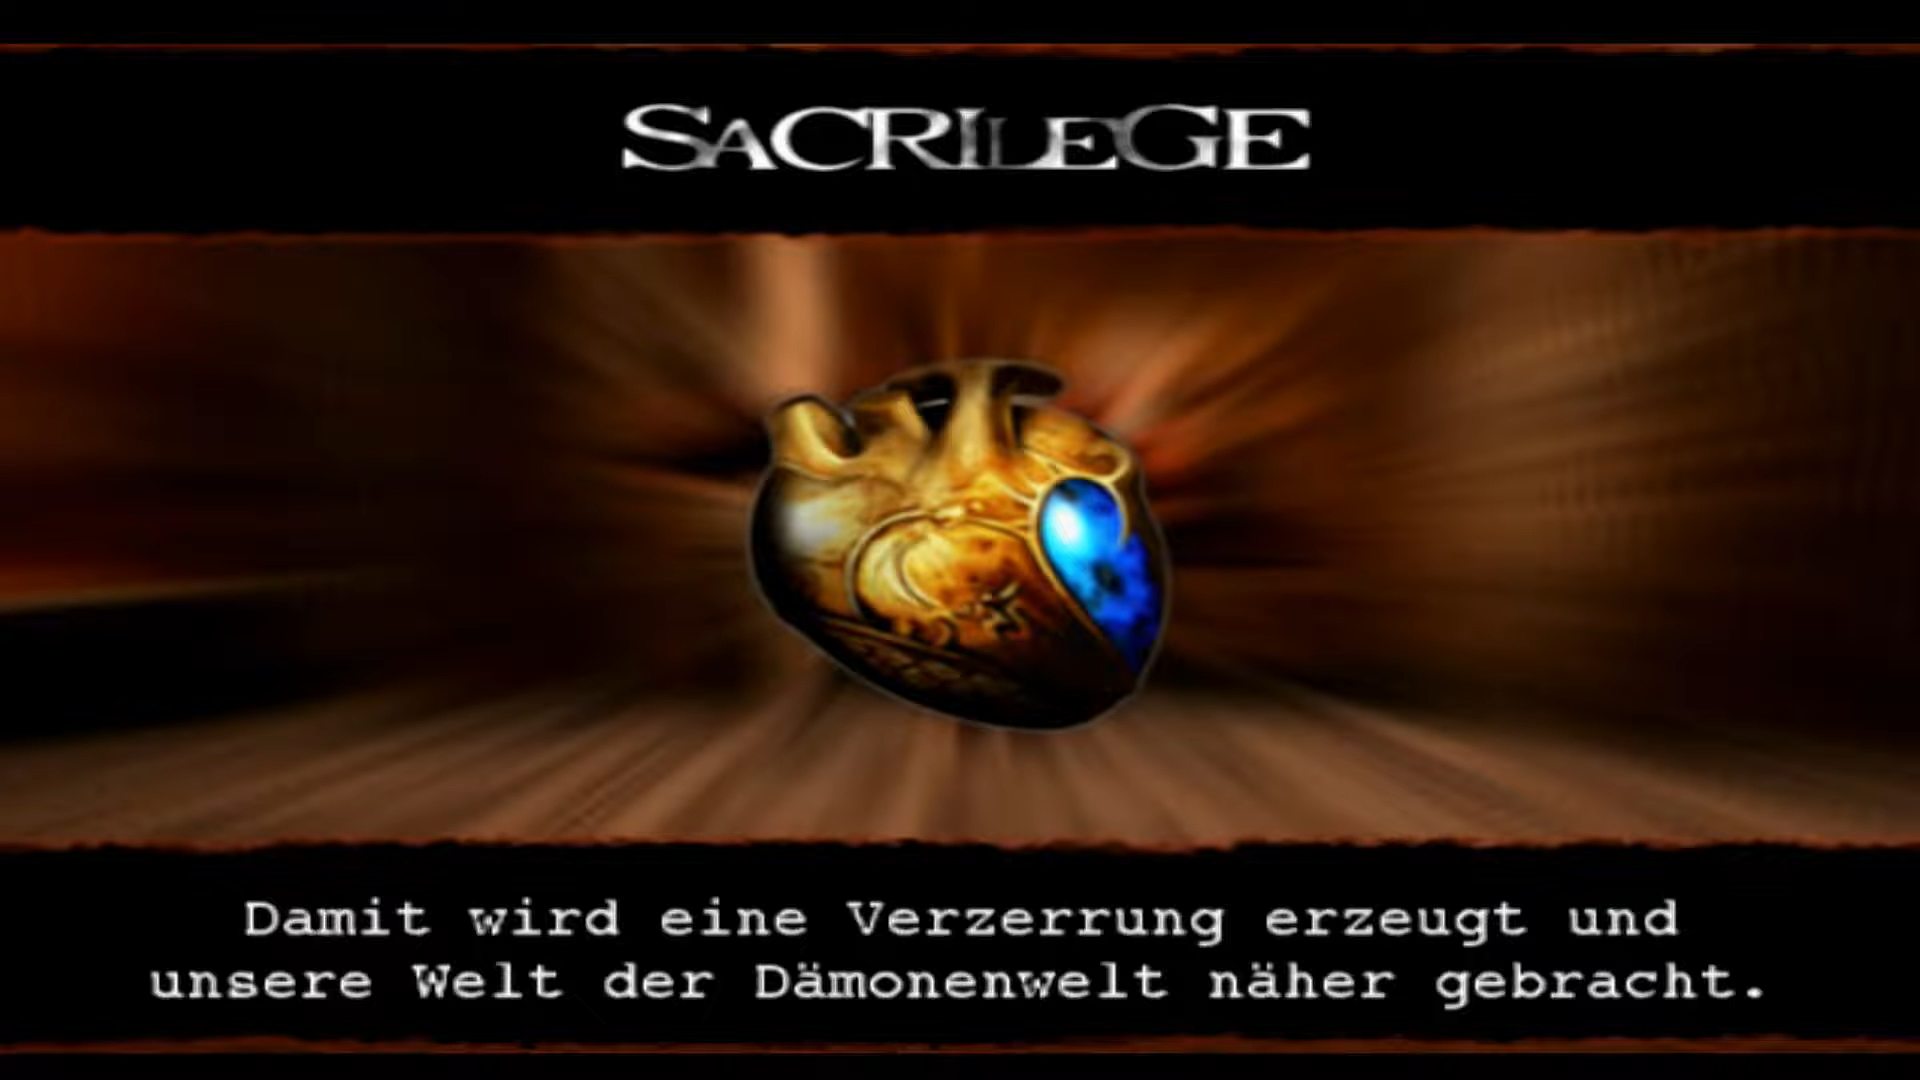 SACRILEGE
Damit wird eine Verzerrung erzeugt und
unsere Welt der Dämonenwelt näher gebracht.